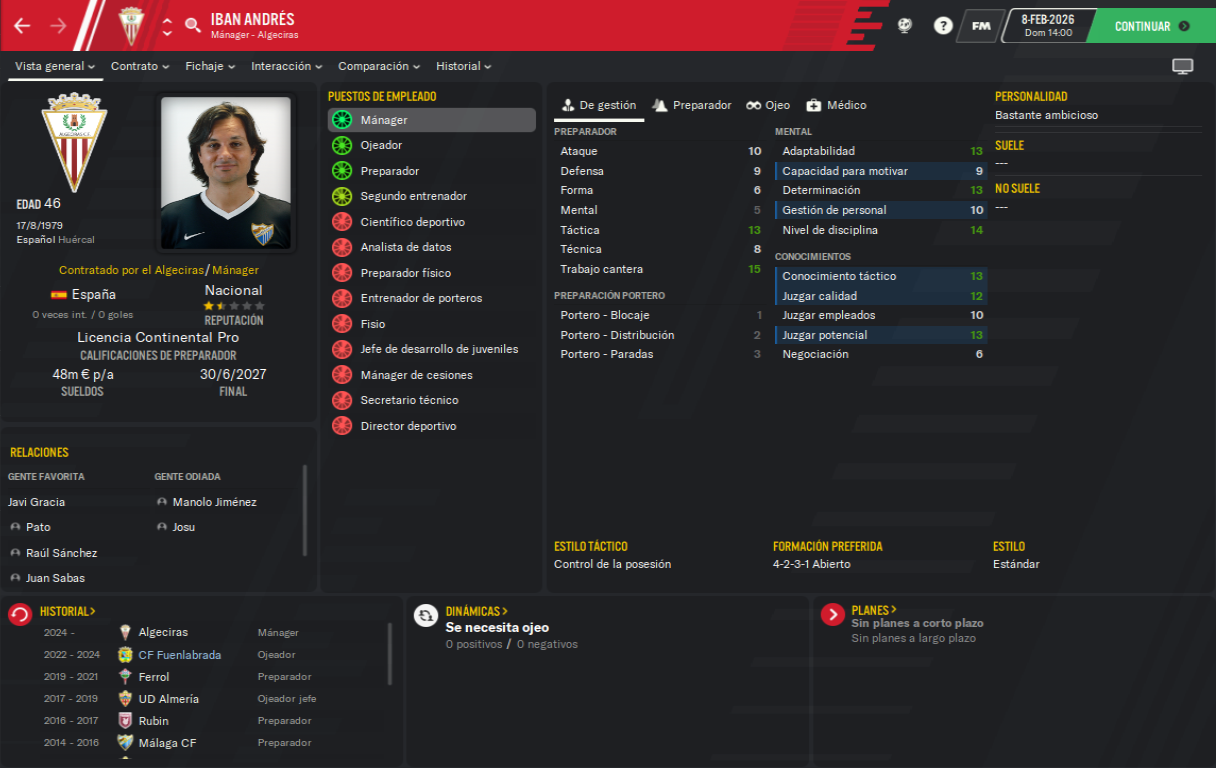 IBAN ANDRÉS
Mánager - Algeciras
?
FM
8-FEB-2026
Dom 14:00
CONTINUAR
Vista general
Contrato
Fichaje
Interacción
Comparación
Historial
ALGECIRAS C.F.
EDAD 46
17/8/1979
Español Huércal
Contratado por el Algeciras / Mánager
España
0 veces int. / 0 goles
Nacional
REPUTACIÓN
Licencia Continental Pro
CALIFICACIONES DE PREPARADOR
48m € p/a
SUELDOS
30/6/2027
FINAL
RELACIONES
GENTE FAVORITA
GENTE ODIADA
Javi Gracia
Manolo Jiménez
Pato
Josu
Raúl Sánchez
Juan Sabas
PUESTOS DE EMPLEADO
Mánager
Ojeador
Preparador
Segundo entrenador
Científico deportivo
Analista de datos
Preparador físico
Entrenador de porteros
Fisio
Jefe de desarrollo de juveniles
Mánager de cesiones
Secretario técnico
Director deportivo
De gestión
Preparador
Ojeo
Médico
PREPARADOR
Ataque 10
Defensa 9
Forma 6
Mental 5
Táctica 13
Técnica 8
Trabajo cantera 15
PREPARACIÓN PORTERO
Portero - Blocaje 1
Portero - Distribución 2
Portero - Paradas 3
MENTAL
Adaptabilidad 13
Capacidad para motivar 9
Determinación 13
Gestión de personal 10
Nivel de disciplina 14
CONOCIMIENTOS
Conocimiento táctico 13
Juzgar calidad 12
Juzgar empleados 10
Juzgar potencial 13
Negociación 6
PERSONALIDAD
Bastante ambicioso
SUELE
---
NO SUELE
---
ESTILO TÁCTICO
Control de la posesión
FORMACIÓN PREFERIDA
4-2-3-1 Abierto
ESTILO
Estándar
HISTORIAL >
2024 - Algeciras Mánager
2022 - 2024 CF Fuenlabrada Ojeador
2019 - 2021 Ferrol Preparador
2017 - 2019 UD Almería Ojeador jefe
2016 - 2017 Rubin Preparador
2014 - 2016 Málaga CF Preparador
DINÁMICAS >
Se necesita ojeo
0 positivos / 0 negativos
PLANES >
Sin planes a corto plazo
Sin planes a largo plazo